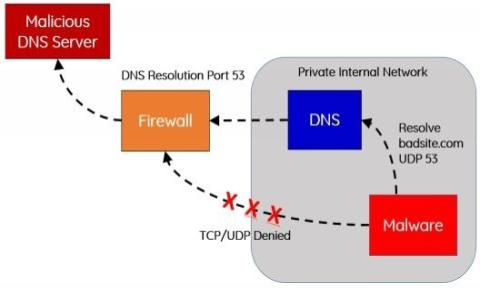 Malicious
DNS Server
DNS Resolution Port 53
Private Internal Network
Firewall
DNS
Resolve
badsite.com
UDP 53
Malware
TCP/UDP Denied